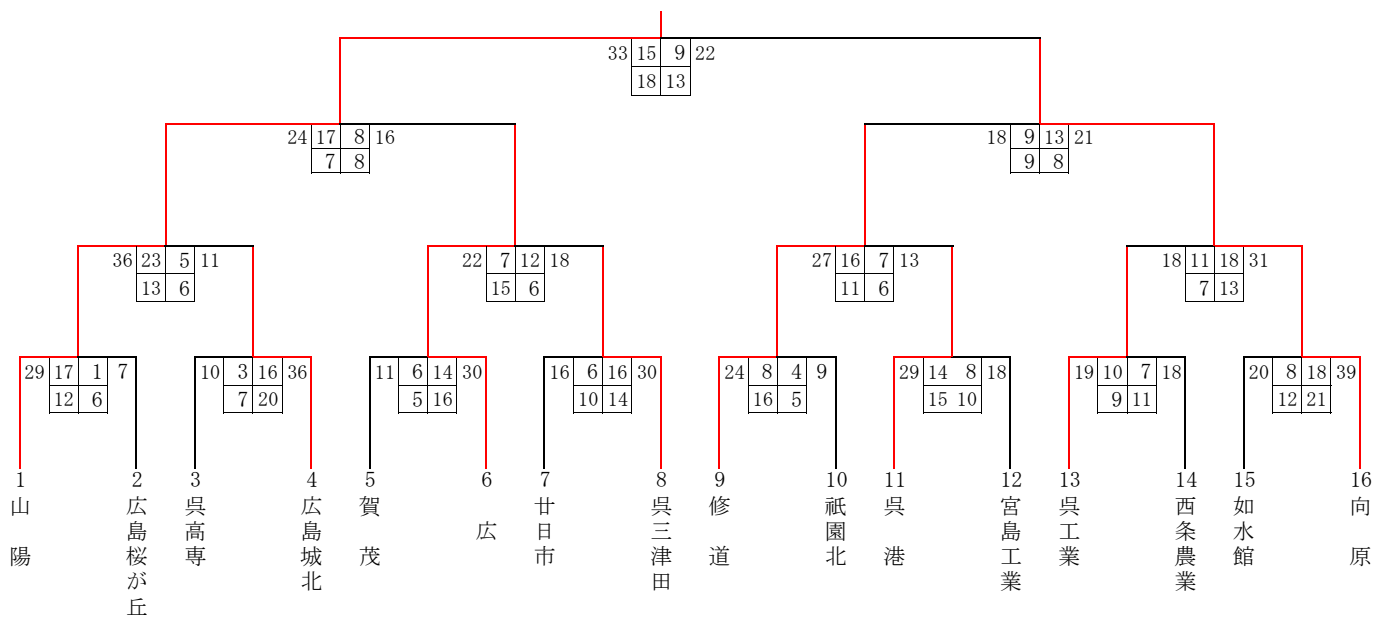 33 15 9 22
18 13
24 17 8 16
7 8
18 9 13 21
9 8
36 23 5 11
13 6
22 7 12 18
15 6
27 16 7 13
11 6
18 11 18 31
7 13
29 17 1 7
12 6
10 3 16 36
7 20
11 6 14 30
5 16
16 6 16 30
10 14
24 8 4 9
16 5
29 14 8 18
15 10
19 10 7 18
9 11
20 8 18 39
12 21
1
山陽
2
広島桜が丘
3
呉高専
4
広島城北
5
賀茂
6
広
7
廿日市
8
呉三津田
9
修道
10
祇園北
11
呉港
12
宮島工業
13
呉工業
14
西条農業
15
如水館
16
向原